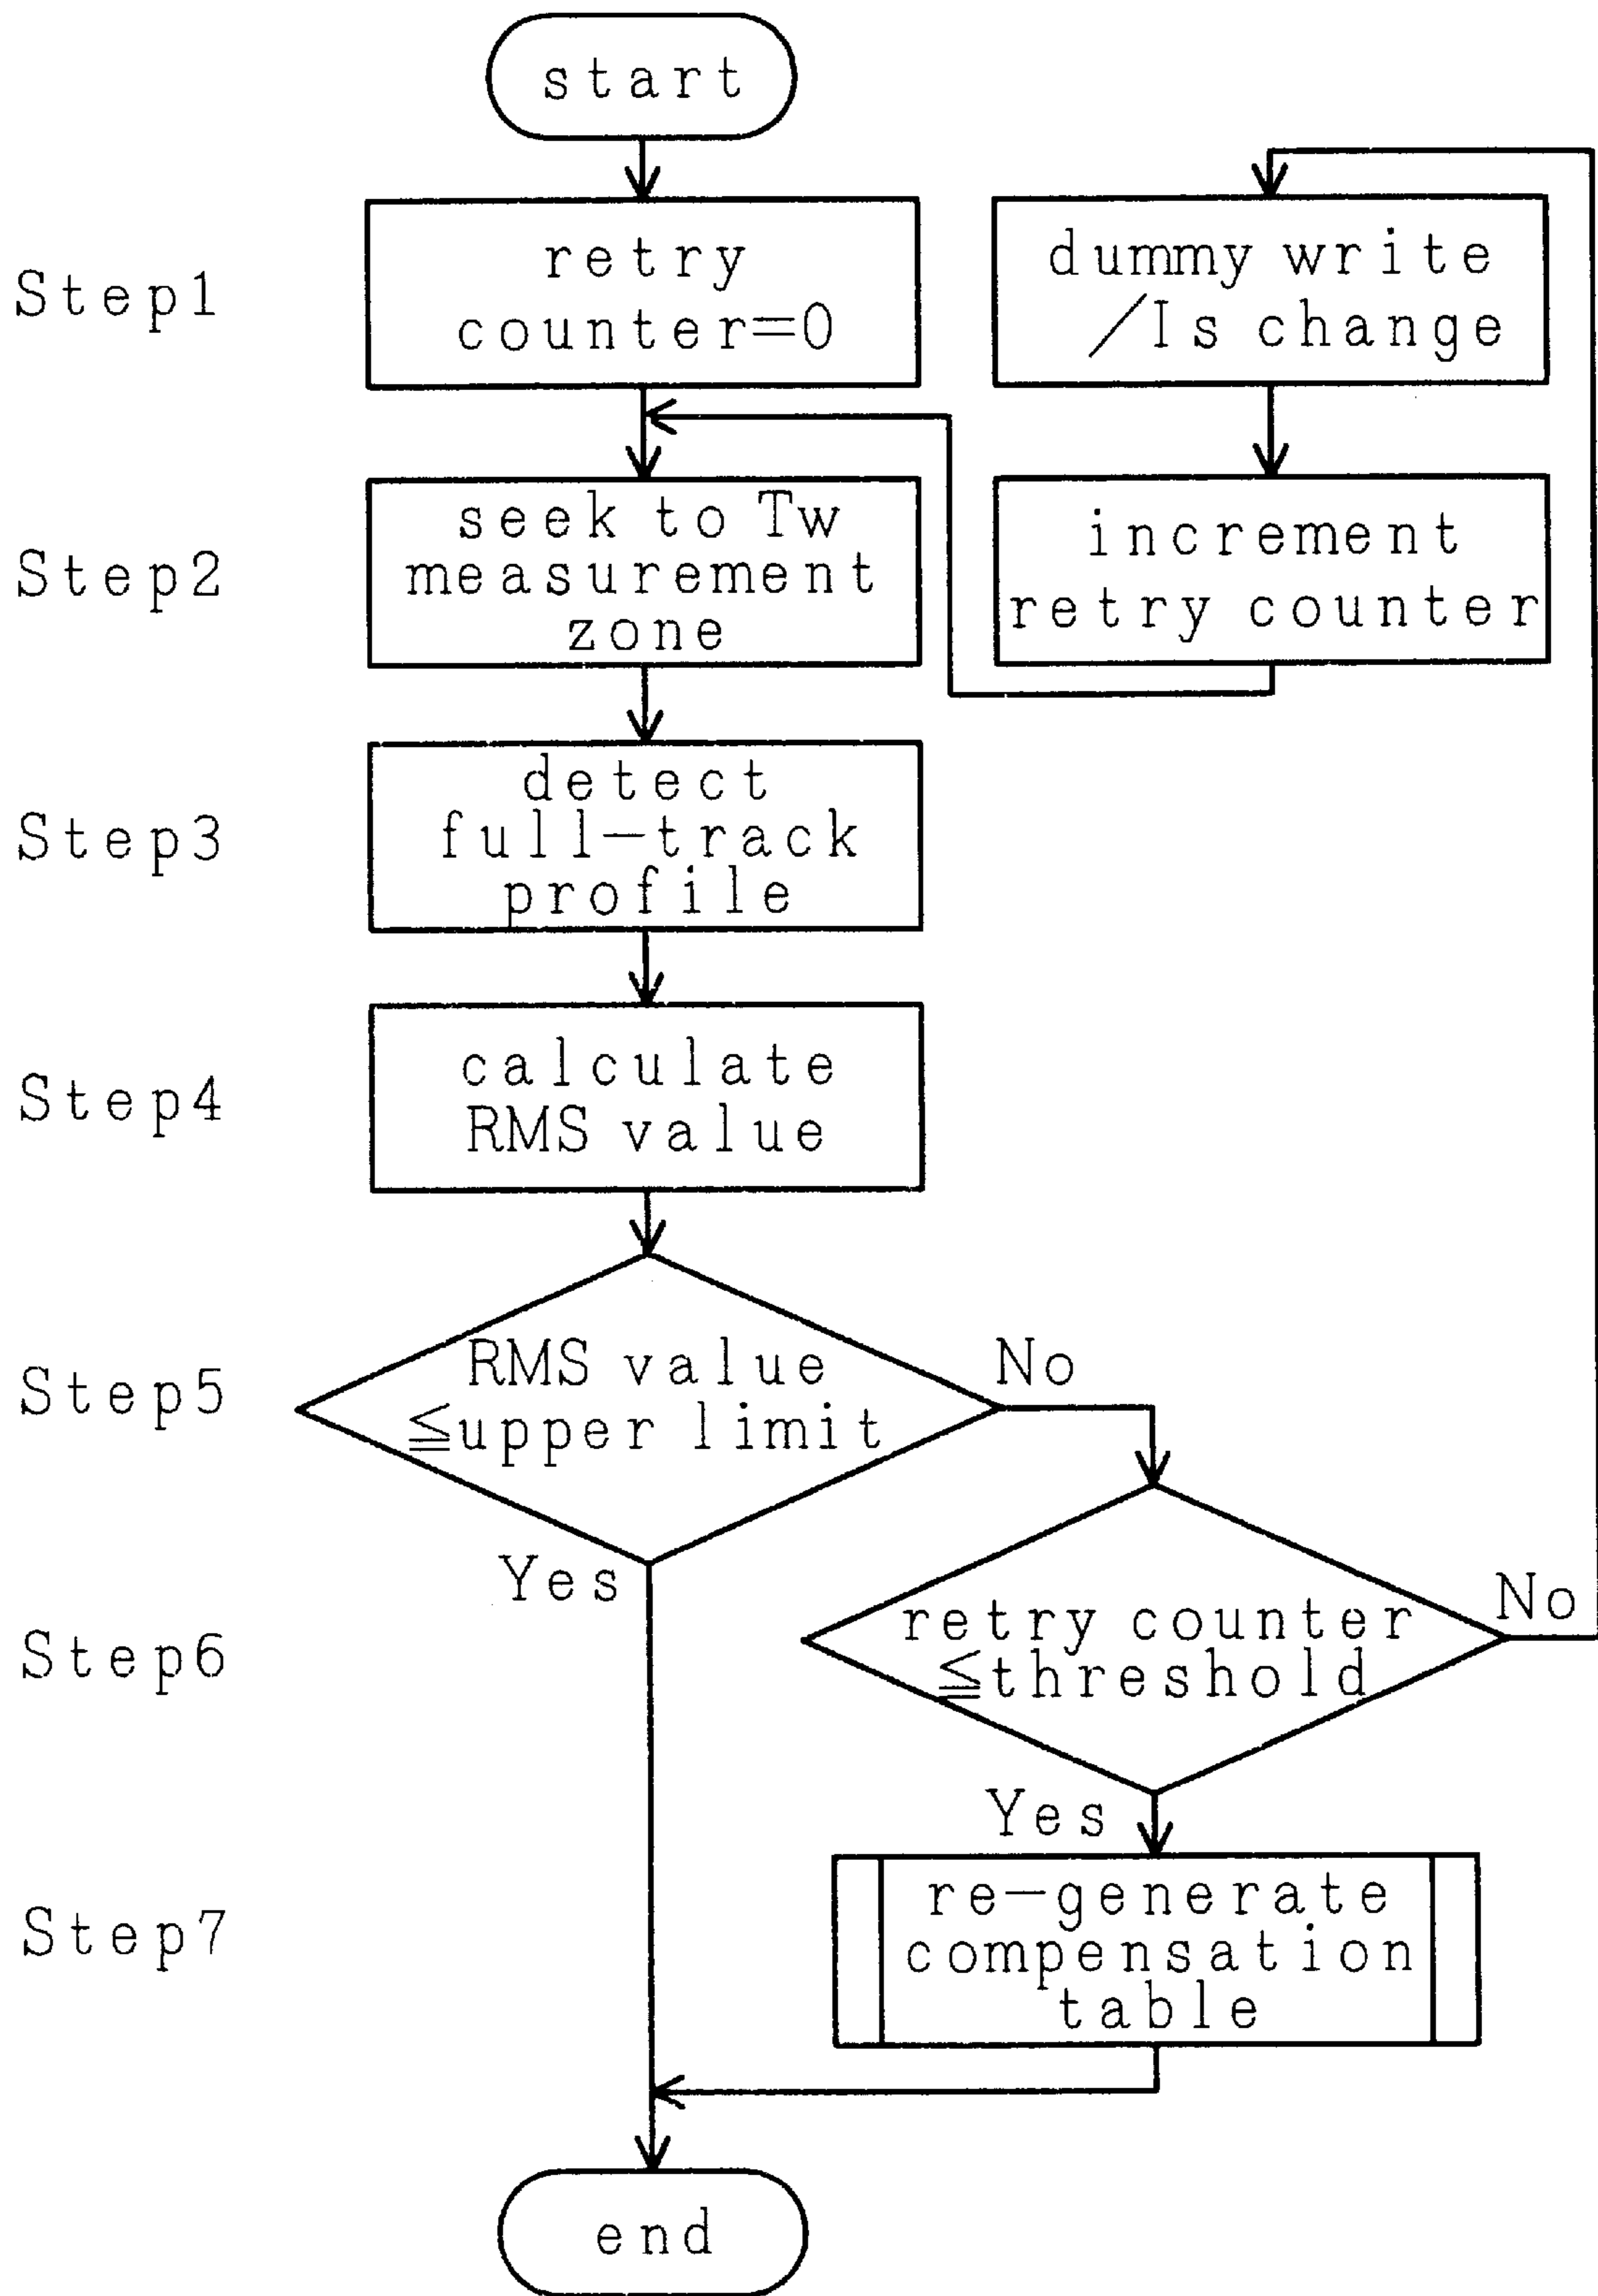 start
Step1
retry
counter=0
dummy write
/Is change
Step2
seek to Tw
measurement
zone
increment
retry counter
Step3
detect
full-track
profile
Step4
calculate
RMS value
Step5
RMS value
≦upper limit
No
Yes
Step6
retry counter
≦threshold
No
Yes
Step7
re-generate
compensation
table
end